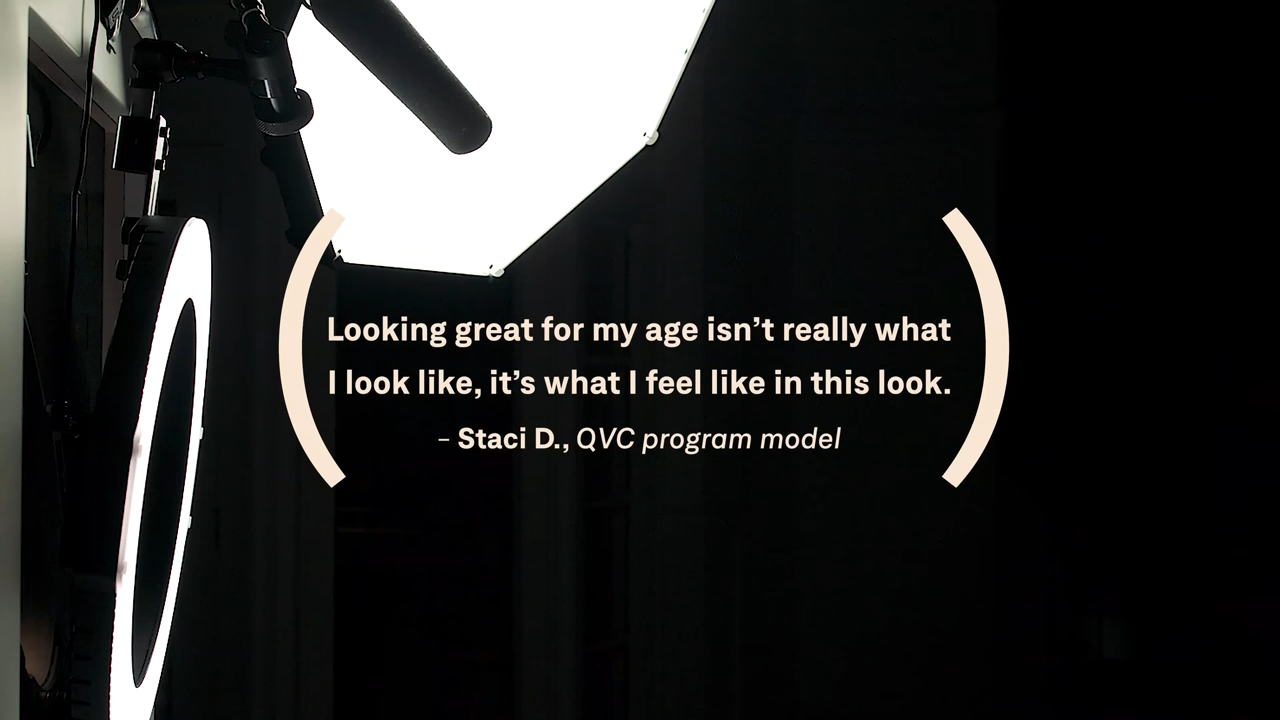 Looking great for my age isn’t really what
I look like, it’s what I feel like in this look.
– Staci D., QVC program model